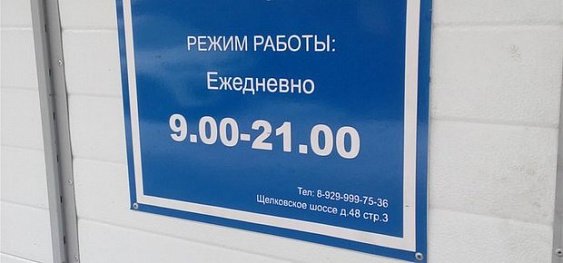 РЕЖИМ РАБОТЫ:
Ежедневно
9.00-21.00
Тел: 8-929-999-75-36
Щелковское шоссе д.48 стр.3